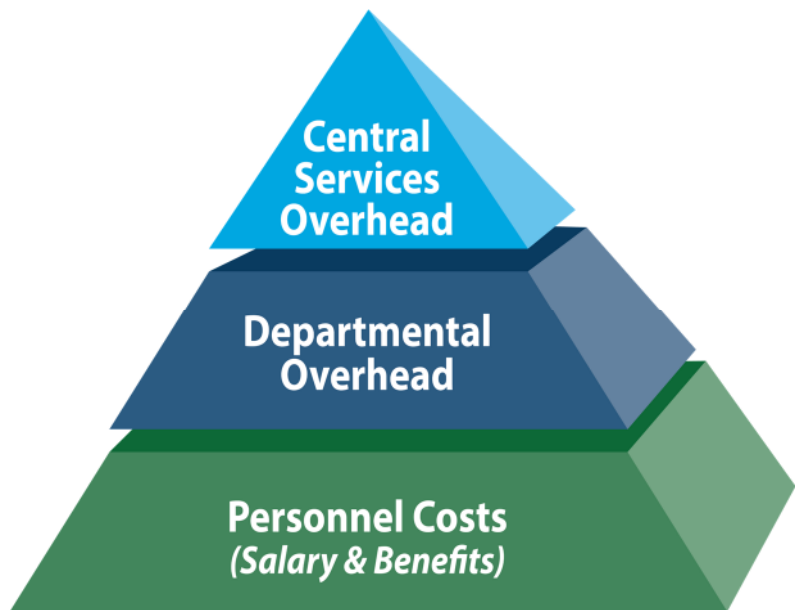 Central
Services
Overhead
Departmental
Overhead
Personnel Costs
(Salary & Benefits)